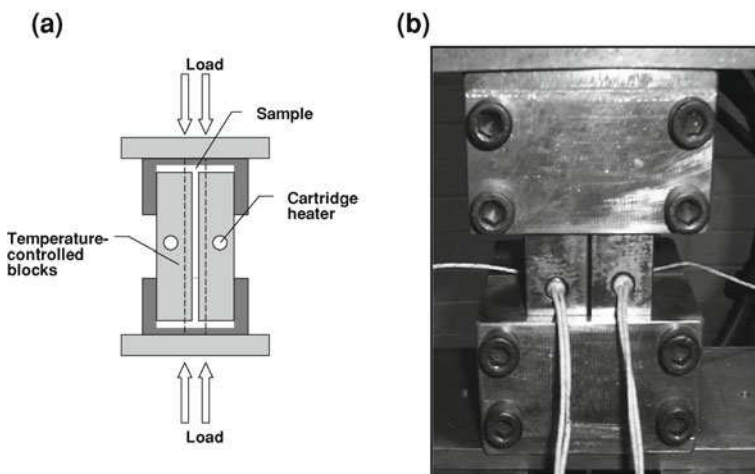 (a)
Load
Sample
Cartridge
heater
Temperature-
controlled
blocks
Load
(b)